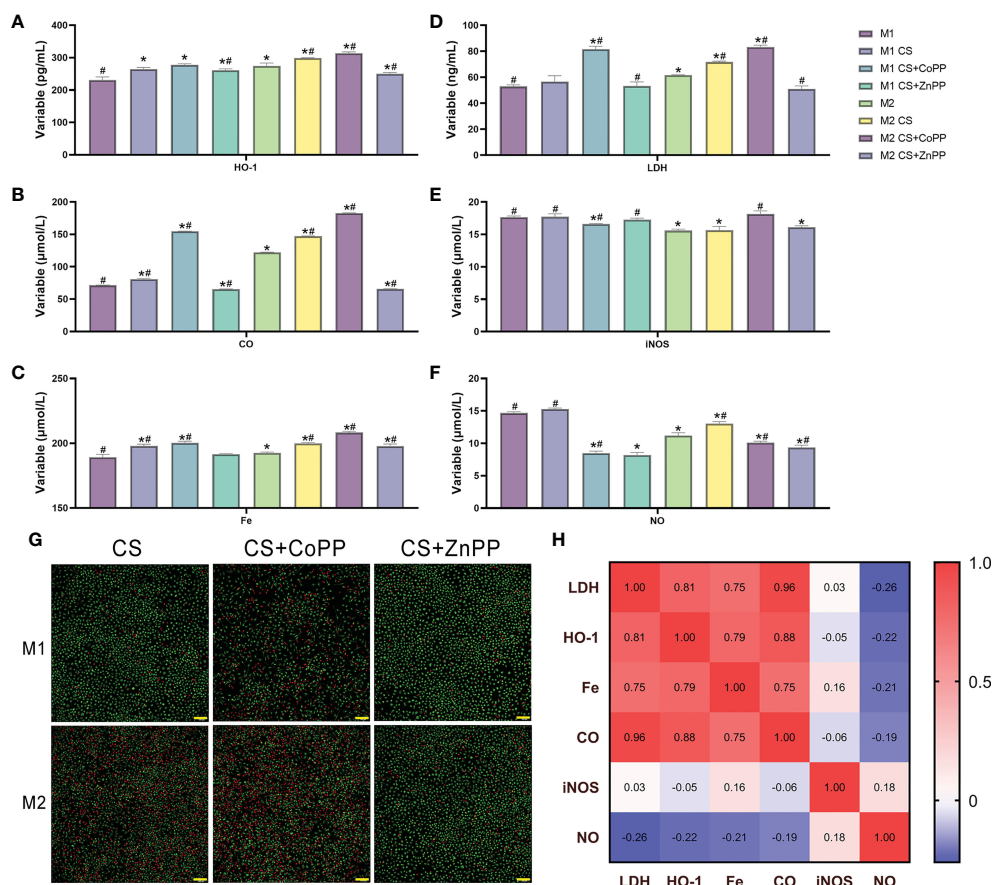 A
Variable (pg/mL)
400
300
200
100
0
#
*
*
*#
*
*#
*#
*
HO-1
D
Variable (ng/mL)
100
80
60
40
20
0
#
*#
#
*
*#
*#
#
LDH
M1
M1 CS
M1 CS+CoPP
M1 CS+ZnPP
M2
M2 CS
M2 CS+CoPP
M2 CS+ZnPP
B
Variable (μmol/L)
200
150
100
50
0
#
*#
*#
*#
*
*#
*#
*#
CO
E
Variable (μmol/L)
20
15
10
5
0
#
#
*#
#
*
*
#
*
iNOS
C
Variable (μmol/L)
250
200
150
#
*#
*#
*
*#
#
*#
Fe
F
Variable (μmol/L)
20
15
10
5
0
#
#
*#
*
*
*#
*#
*#
NO
G
CS CS+CoPP CS+ZnPP
M1
M2
H
LDH 1.00 0.81 0.75 0.96 0.03 -0.26
HO-1 0.81 1.00 0.79 0.88 -0.05 -0.22
Fe 0.75 0.79 1.00 0.75 0.16 -0.21
CO 0.96 0.88 0.75 1.00 -0.06 -0.19
iNOS 0.03 -0.05 0.16 -0.06 1.00 0.18
NO -0.26 -0.22 -0.21 -0.19 0.18 1.00
LDH HO-1 Fe CO iNOS NO
1.0
0.5
0